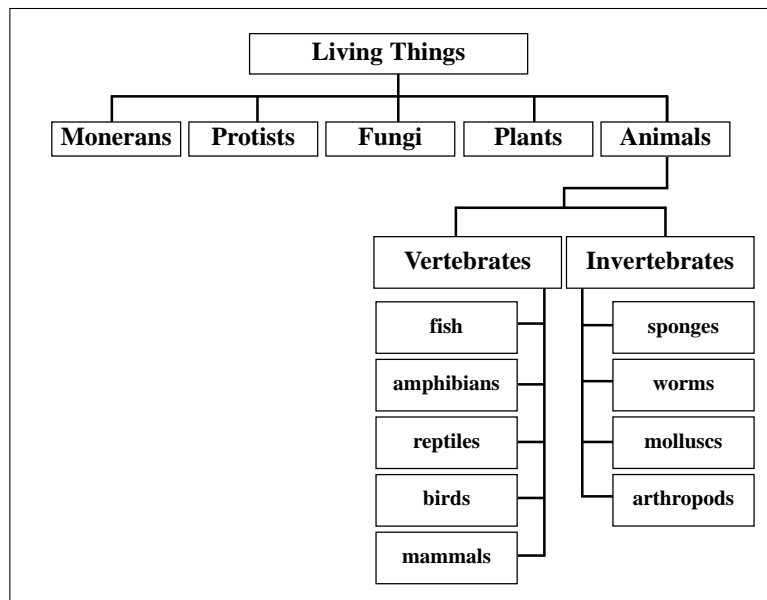 Living Things
Monerans
Protists
Fungi
Plants
Animals
Vertebrates
Invertebrates
fish
amphibians
reptiles
birds
mammals
sponges
worms
molluscs
arthropods